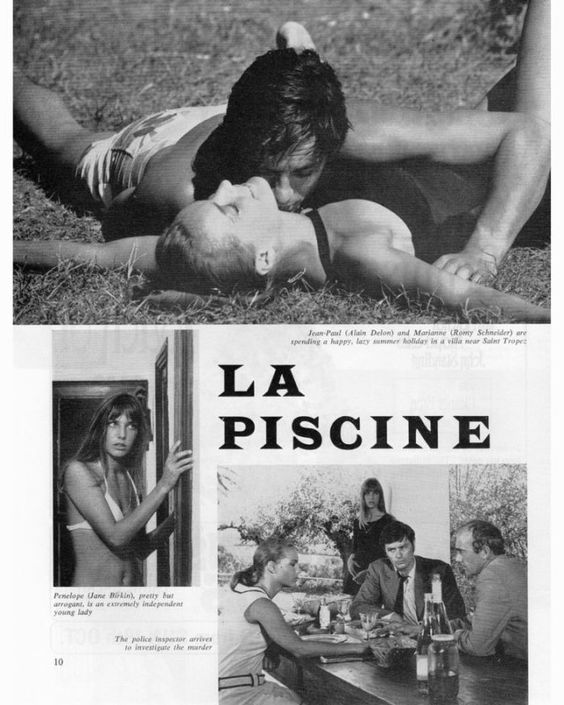 Jean-Paul (Alain Delon) and Marianne (Romy Schneider) are
spending a happy, lazy summer holiday in a villa near Saint Tropez
LA
PISCINE
Penelope (Jane Birkin), pretty but
arrogant, is an extremely independent
young lady
The police inspector arrives
to investigate the murder
10